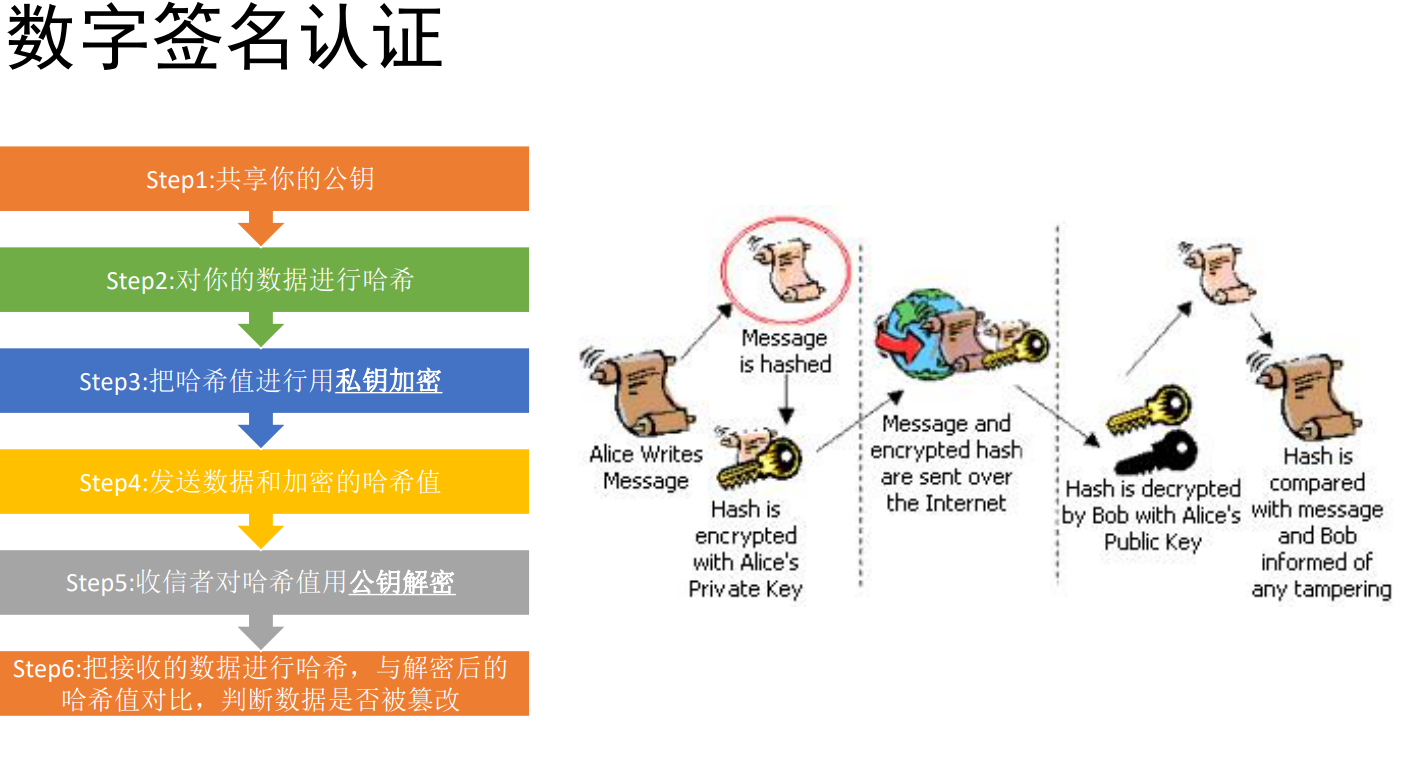 数字签名认证
Step1:共享你的公钥
Step2:对你的数据进行哈希
Step3:把哈希值进行用私钥加密
Step4:发送数据和加密的哈希值
Step5:收信者对哈希值用公钥解密
Step6:把接收的数据进行哈希，与解密后的
哈希值对比，判断数据是否被篡改
Alice Writes
Message
Message
is hashed
Hash is
encrypted
with Alice's
Private Key
Message and
encrypted hash
are sent over
the Internet
Hash is decrypted
by Bob with Alice's
Public Key
Hash is
compared
with message
and Bob
informed of
any tampering